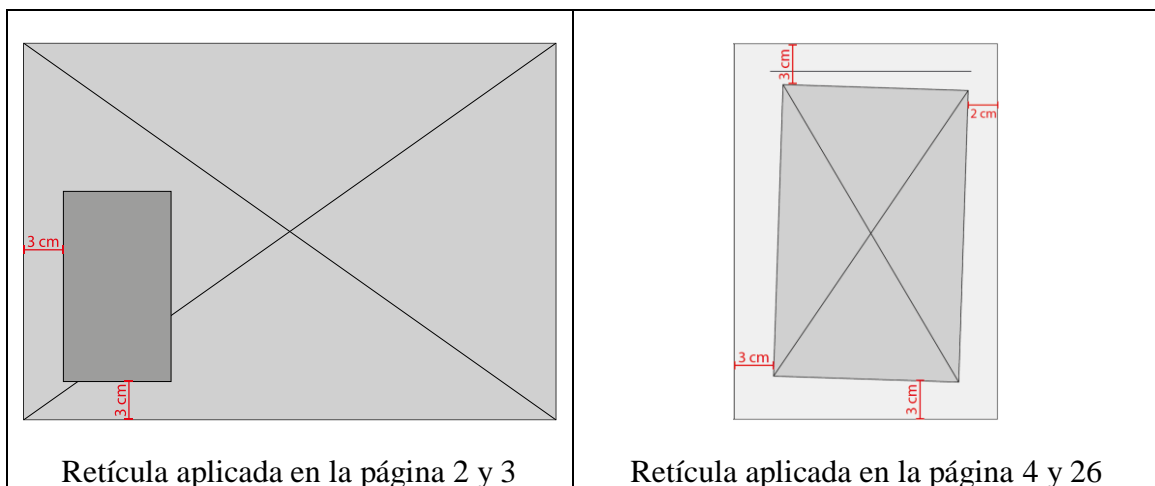 3 cm
3 cm
Retícula aplicada en la página 2 y 3
3 cm
2 cm
3 cm
3 cm
Retícula aplicada en la página 4 y 26